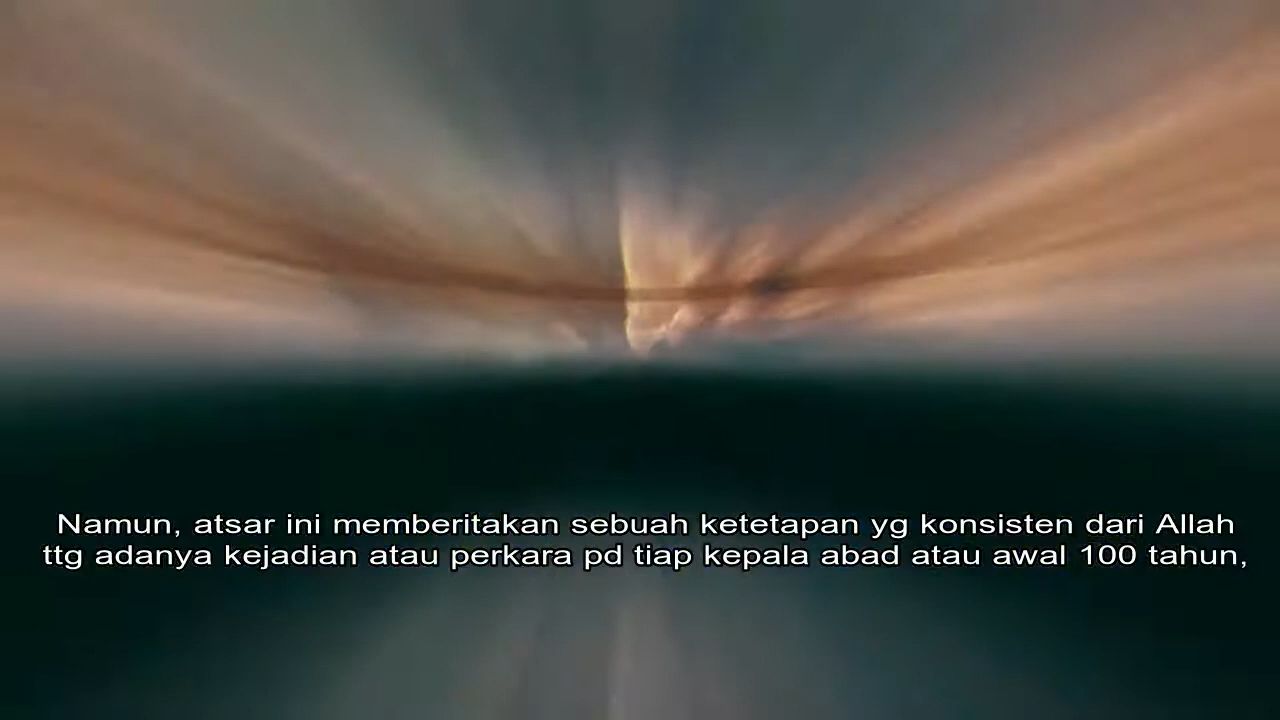 Namun, atsar ini memberitakan sebuah ketetapan yg konsisten dari Allah
ttg adanya kejadian atau perkara pd tiap kepala abad atau awal 100 tahun,